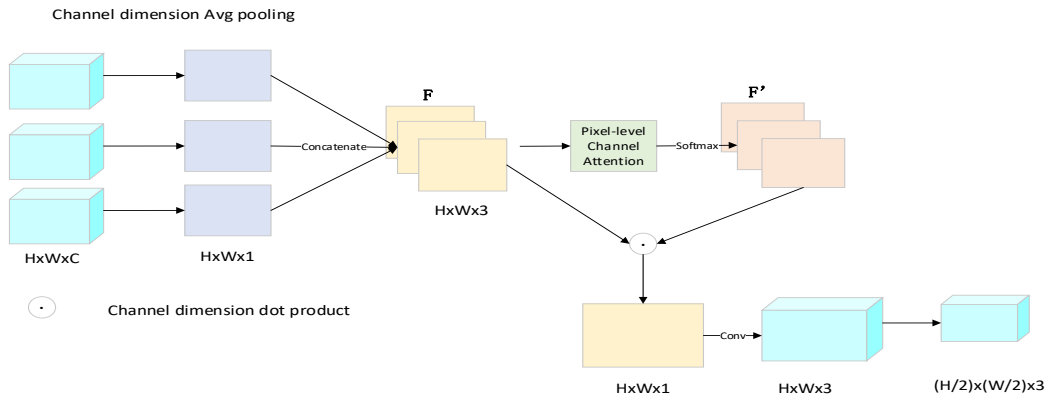 Channel dimension Avg pooling
F
F’
Concatenate
Pixel-level
Channel
Attention
Softmax
HxWx3
HxWxC
HxWx1
Channel dimension dot product
Conv
HxWx1
HxWx3
(H/2)x(W/2)x3